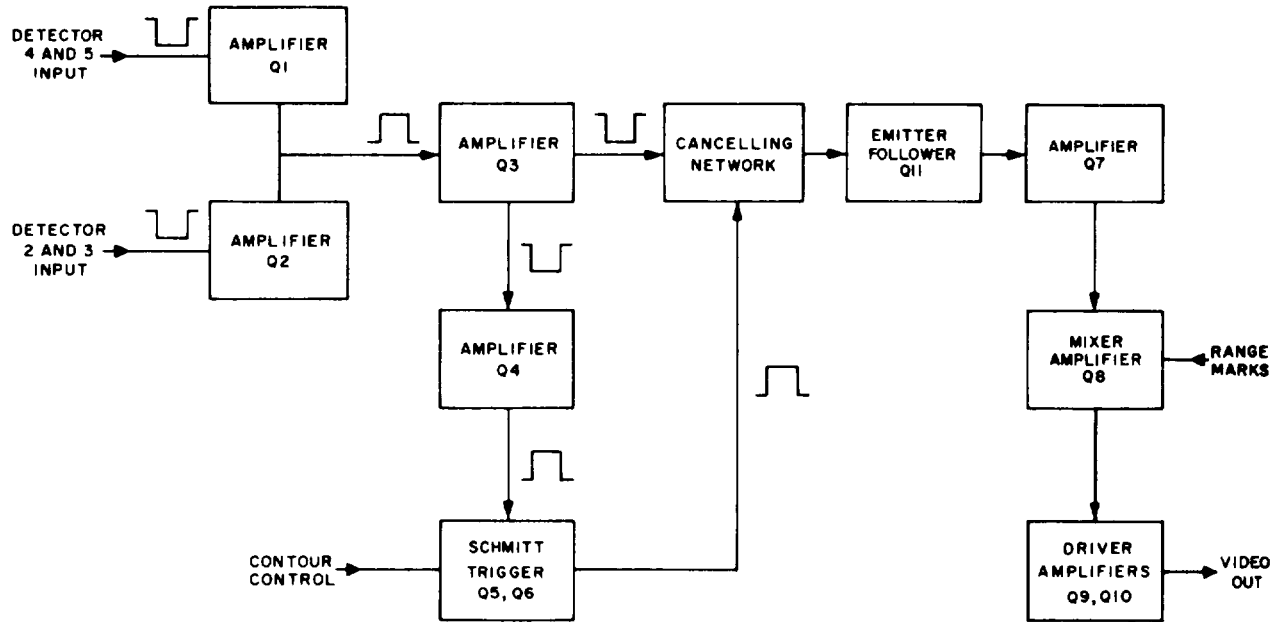 DETECTOR
4 AND 5
INPUT
AMPLIFIER
Q1
DETECTOR
2 AND 3
INPUT
AMPLIFIER
Q2
AMPLIFIER
Q3
CANCELLING
NETWORK
EMITTER
FOLLOWER
Q11
AMPLIFIER
Q7
AMPLIFIER
Q4
MIXER
AMPLIFIER
Q8
RANGE
MARKS
CONTOUR
CONTROL
SCHMITT
TRIGGER
Q5, Q6
DRIVER
AMPLIFIERS
Q9, Q10
VIDEO
OUT